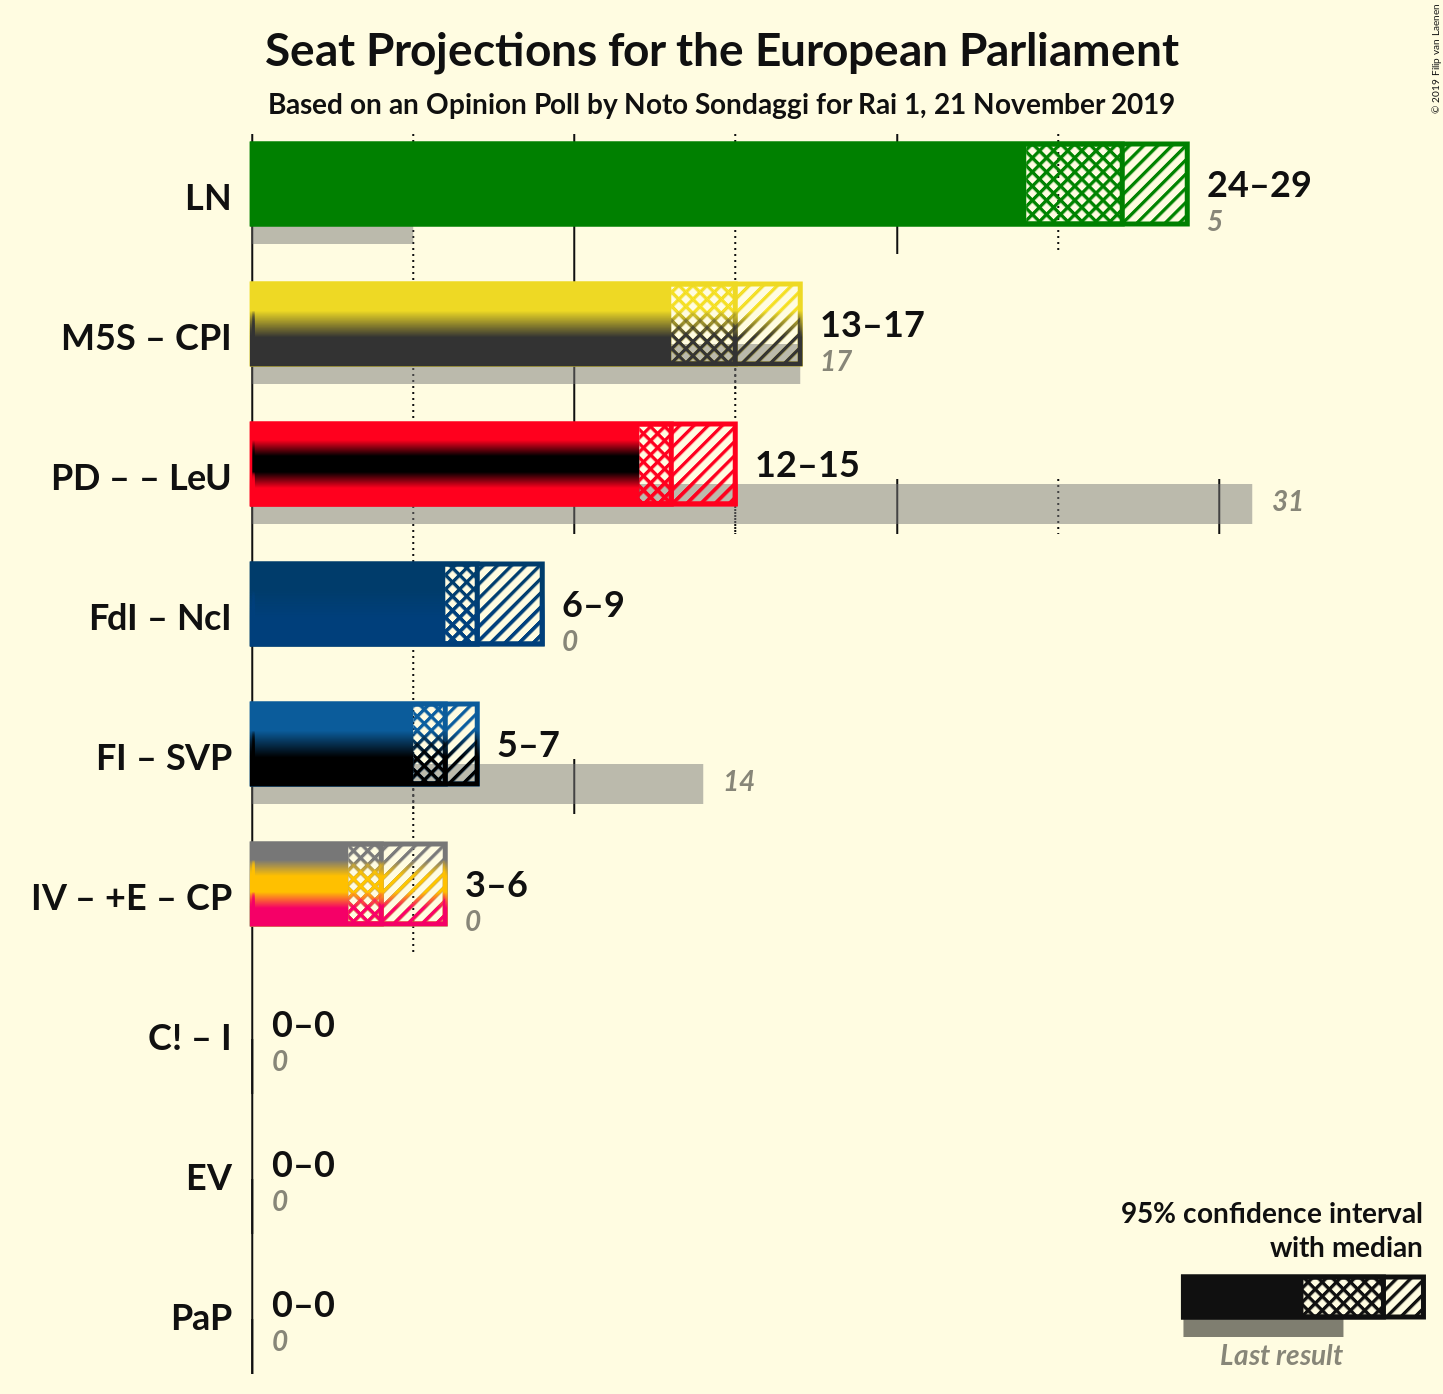 Seat Projections for the European Parliament
Based on an Opinion Poll by Noto Sondaggi for Rai 1, 21 November 2019
© 2019 Filip van Laenen
LN
24–29
5
M5S – CPI
13–17
17
PD – – LeU
12–15
31
FdI – NcI
6–9
0
FI – SVP
5–7
14
IV – +E – CP
3–6
0
C! – I
0–0
0
EV
0–0
0
PaP
0–0
0
95% confidence interval
with median
Last result